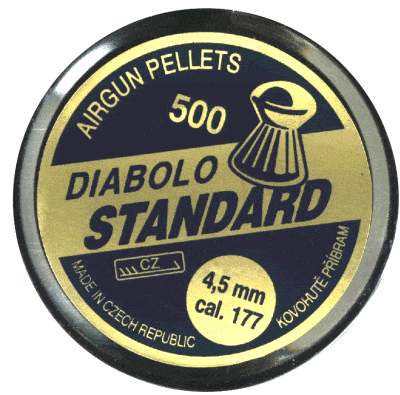 AIRGUN PELLETS
500
DIABOLO
STANDARD
CZ
4,5 mm
cal. 177
MADE IN CZECH REPUBLIC
KOVOHUTĚ PŘÍBRAM